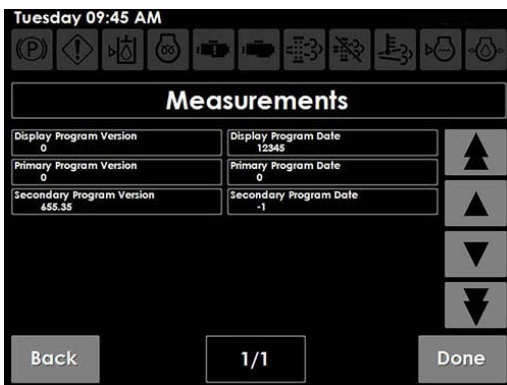 Tuesday 09:45 AM
(P)
Measurements
Display Program Version
0
Display Program Date
12345
Primary Program Version
0
Primary Program Date
0
Secondary Program Version
655.35
Secondary Program Date
-1
Back
1/1
Done